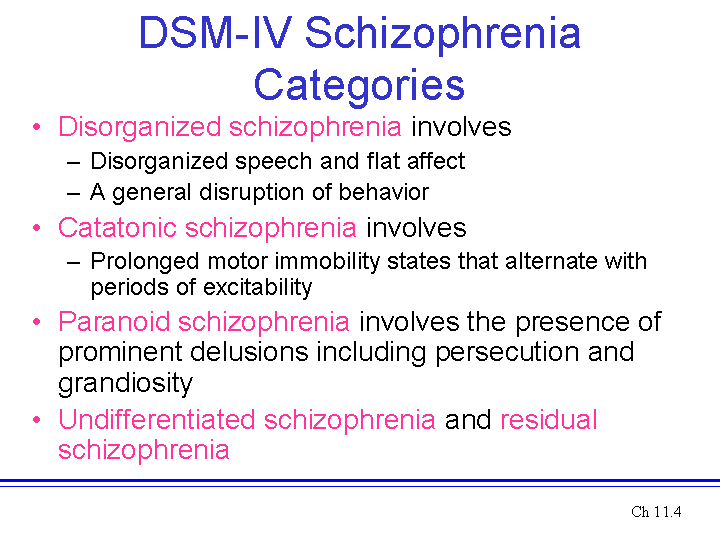 DSM-IV Schizophrenia
Categories
• Disorganized schizophrenia involves
– Disorganized speech and flat affect
– A general disruption of behavior
• Catatonic schizophrenia involves
– Prolonged motor immobility states that alternate with
periods of excitability
• Paranoid schizophrenia involves the presence of
prominent delusions including persecution and
grandiosity
• Undifferentiated schizophrenia and residual
schizophrenia
Ch 11.4